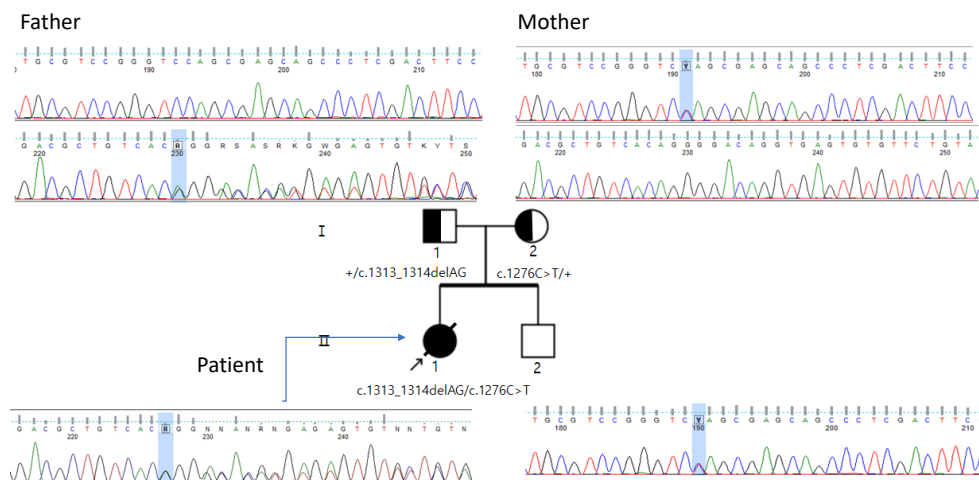 Father
Mother
T G C G T C C G G G T C C A G C G A G C A G C C C T C G A C T T C C
190 200 210
T G C G T C C G G G T C Y A G C G A G C A G C C C T C G A C T T C C
180 190 200 210
G A C G C T G T C A C R G G R S A S R K G W G A G T G T K Y T S
220 230 240 250
G A C G C T G T C A C A G G G G A C A G G T G A G T G T G T T C T G T A
220 230 240 250
I
1 2
+/c.1313_1314delAG c.1276C>T/+
II
Patient
1 2
c.1313_1314delAG/c.1276C>T
G A C G C T G T C A C R G G N N A N R N G A G A G T G T N N T G T N
220 230 240
T G C G T C C G G G T C Y A G C G A G C A G C C C T C G A C T T C
180 190 200 210